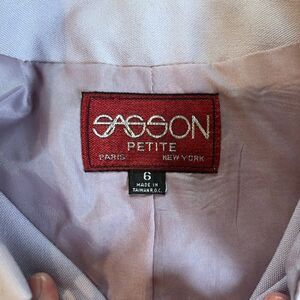 SASSON
PETITE
PARIS NEW YORK
6
MADE IN
TAIWAN R.O.C.